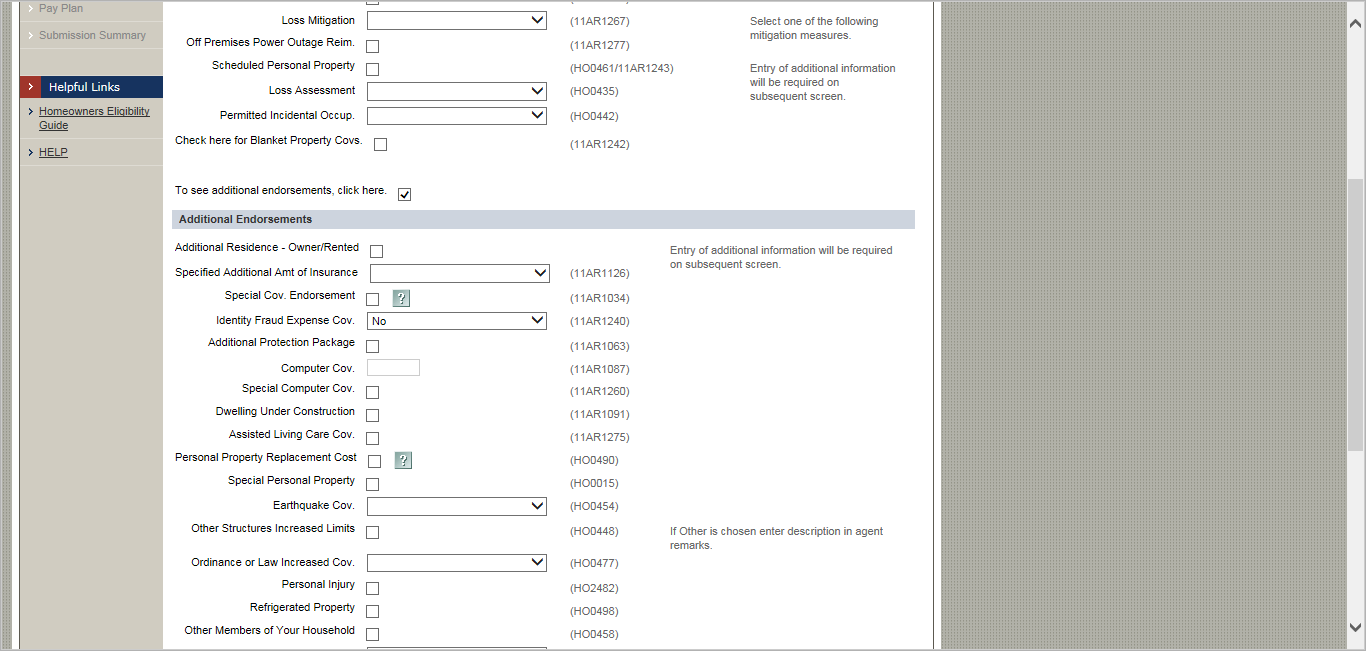 Pay Plan
Submission Summary
Helpful Links
Homeowners Eligibility
Guide
HELP
Loss Mitigation (11AR1267) Select one of the following
mitigation measures.
Off Premises Power Outage Reim. (11AR1277)
Scheduled Personal Property (HO0461/11AR1243) Entry of additional information
will be required on
subsequent screen.
Loss Assessment (HO0435)
Permitted Incidental Occup. (HO0442)
Check here for Blanket Property Covs. (11AR1242)
To see additional endorsements, click here.
Additional Endorsements
Additional Residence - Owner/Rented Entry of additional information will be required
on subsequent screen.
Specified Additional Amt of Insurance (11AR1126)
Special Cov. Endorsement ? (11AR1034)
Identity Fraud Expense Cov. No (11AR1240)
Additional Protection Package (11AR1063)
Computer Cov. (11AR1087)
Special Computer Cov. (11AR1260)
Dwelling Under Construction (11AR1091)
Assisted Living Care Cov. (11AR1275)
Personal Property Replacement Cost ? (HO0490)
Special Personal Property (HO0015)
Earthquake Cov. (HO0454)
Other Structures Increased Limits (HO0448) If Other is chosen enter description in agent
remarks.
Ordinance or Law Increased Cov. (HO0477)
Personal Injury (HO2482)
Refrigerated Property (HO0498)
Other Members of Your Household (HO0458)